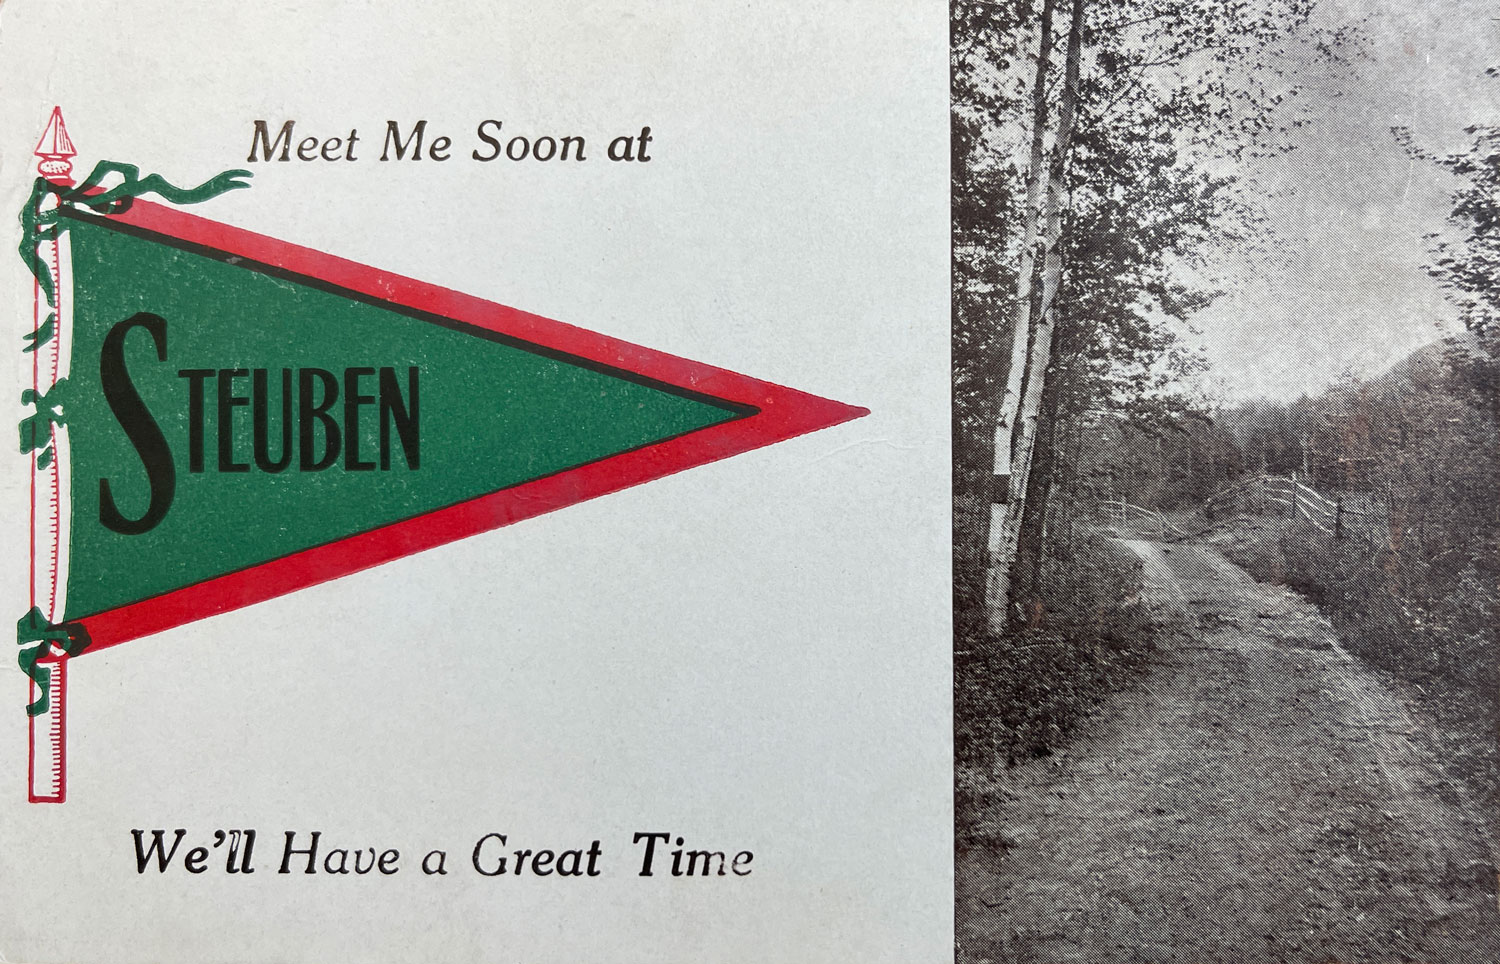 Meet Me Soon at
STEUBEN
We'll Have a Great Time